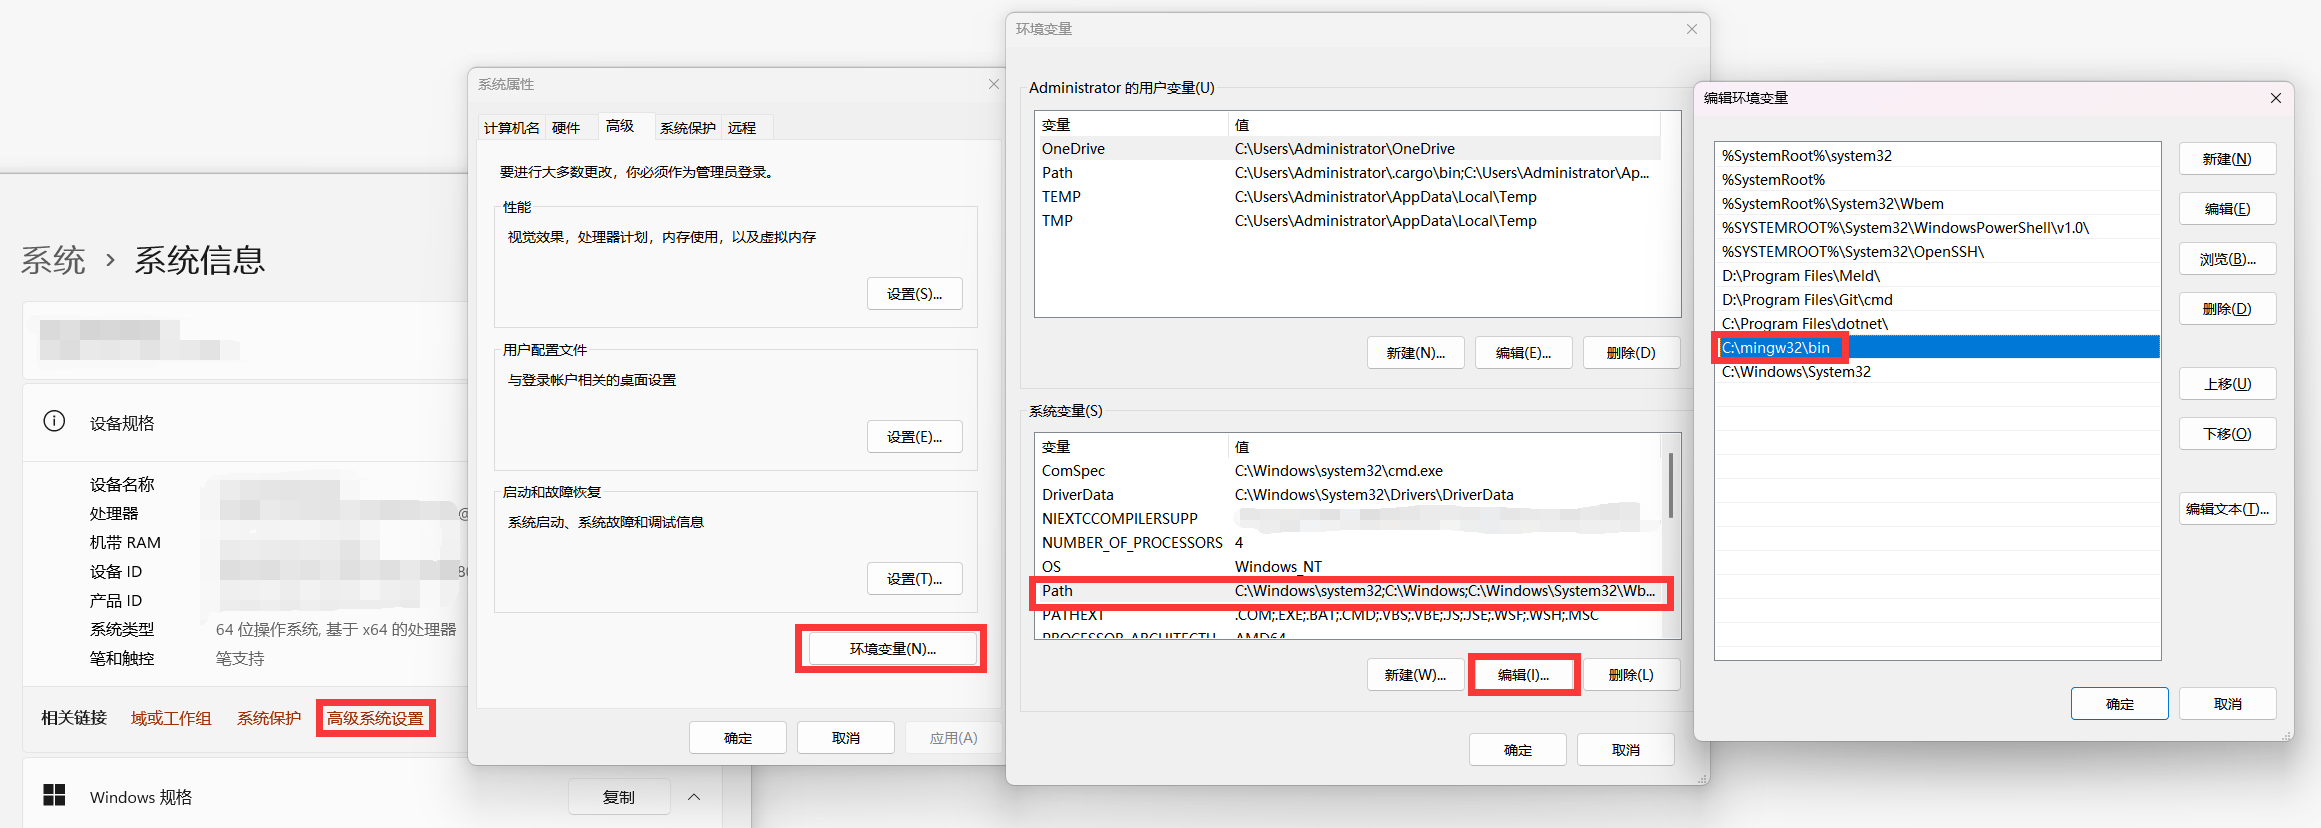 系统 › 系统信息
设备规格
设备名称
处理器
@
机带 RAM
设备 ID
80
产品 ID
系统类型
64 位操作系统, 基于 x64 的处理器
笔和触控
笔支持
相关链接 域或工作组 系统保护 高级系统设置
Windows 规格
复制
系统属性
计算机名 硬件 高级 系统保护 远程
要进行大多数更改，你必须作为管理员登录。
性能
视觉效果，处理器计划，内存使用，以及虚拟内存
设置(S)...
用户配置文件
与登录帐户相关的桌面设置
设置(E)...
启动和故障恢复
系统启动、系统故障和调试信息
设置(T)...
环境变量(N)...
确定 取消 应用(A)
环境变量
Administrator 的用户变量(U)
变量 值
OneDrive C:\Users\Administrator\OneDrive
Path C:\Users\Administrator\.cargo\bin;C:\Users\Administrator\Ap...
TEMP C:\Users\Administrator\AppData\Local\Temp
TMP C:\Users\Administrator\AppData\Local\Temp
新建(N)... 编辑(E)... 删除(D)
系统变量(S)
变量 值
ComSpec C:\Windows\system32\cmd.exe
DriverData C:\Windows\System32\Drivers\DriverData
NIEXTCCOMPILERSUPP
NUMBER_OF_PROCESSORS 4
OS Windows_NT
Path C:\Windows\system32;C:\Windows;C:\Windows\System32\Wb...
PATHEXT .COM;.EXE;.BAT;.CMD;.VBS;.VBE;.JS;.JSE;.WSF;.WSH;.MSC
PROCESSOR_ARCHITECTU AMD64
新建(W)... 编辑(I)... 删除(L)
确定 取消
编辑环境变量
%SystemRoot%\system32
%SystemRoot%
%SystemRoot%\System32\Wbem
%SYSTEMROOT%\System32\WindowsPowerShell\v1.0\
%SYSTEMROOT%\System32\OpenSSH\
D:\Program Files\Meld\
D:\Program Files\Git\cmd
C:\Program Files\dotnet\
C:\mingw32\bin
C:\Windows\System32
新建(N)
编辑(E)
浏览(B)...
删除(D)
上移(U)
下移(O)
编辑文本(T)...
确定 取消